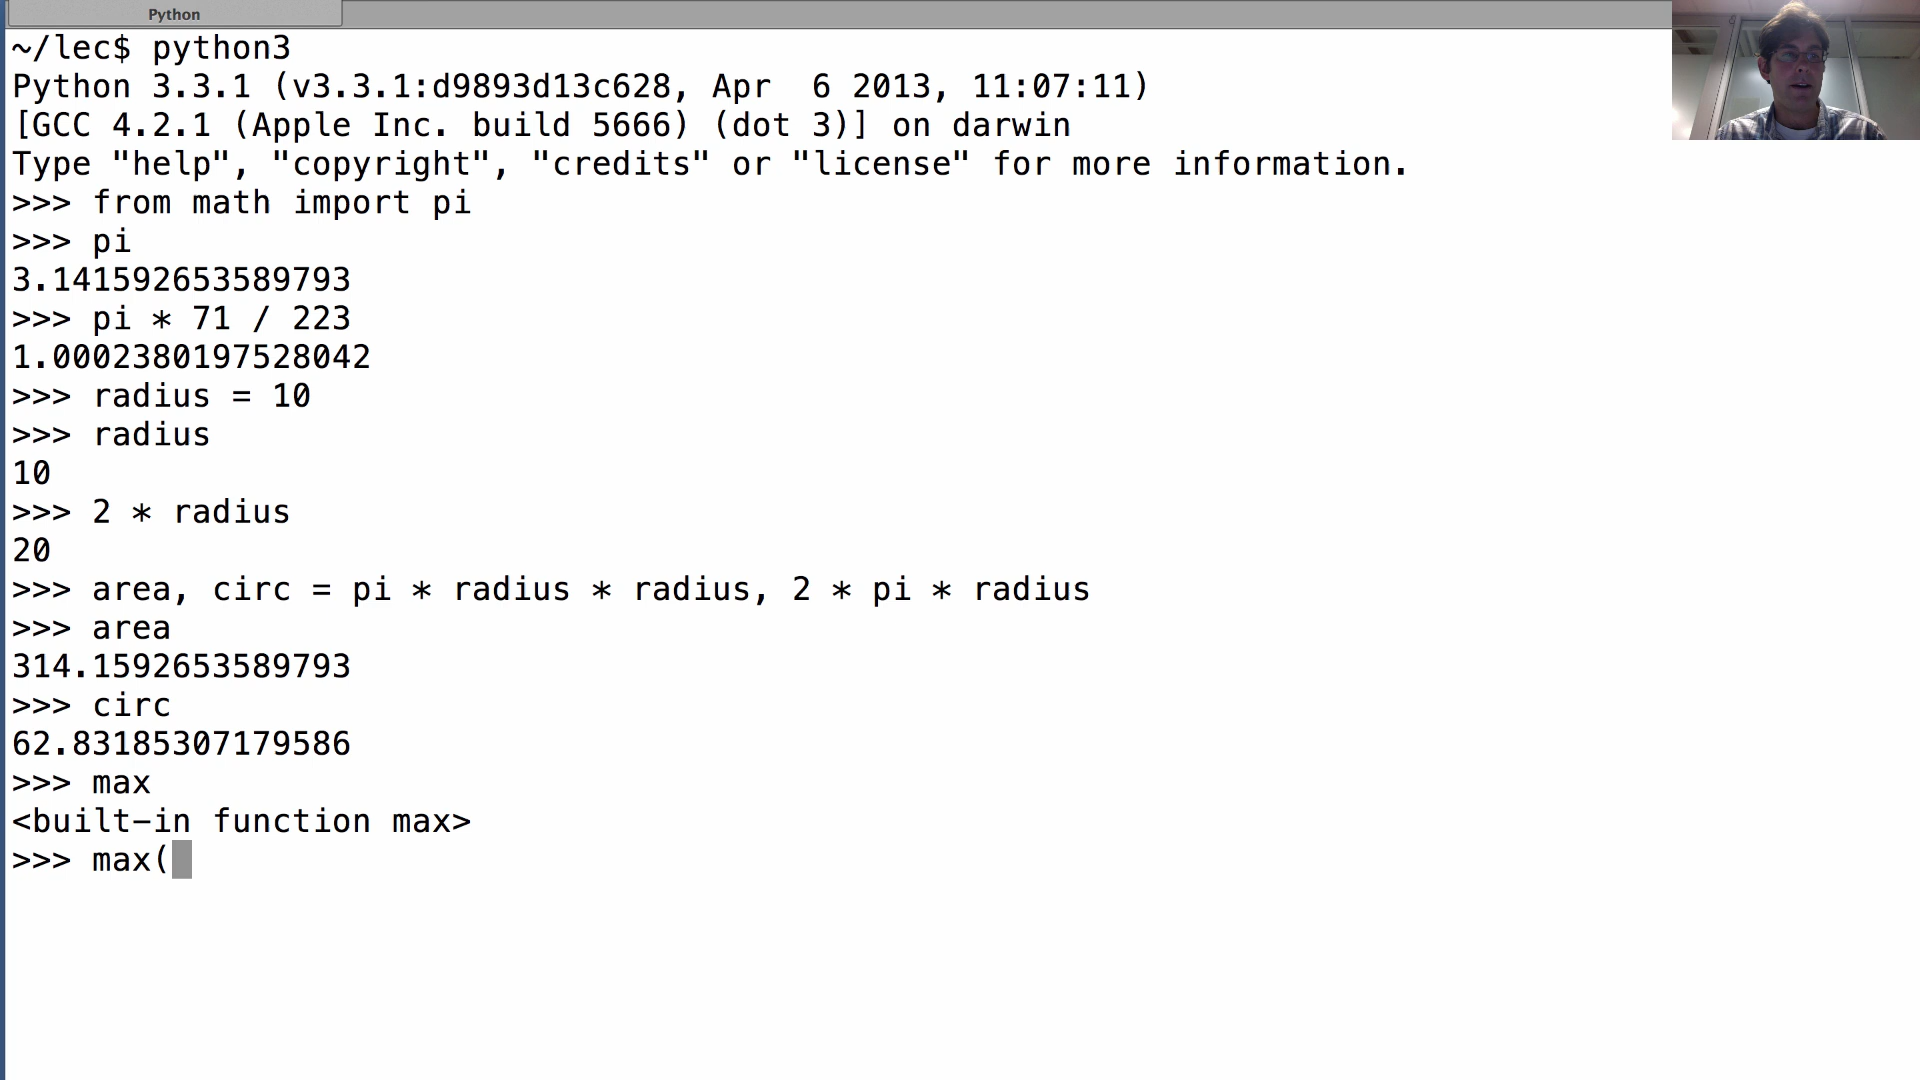 Python
~/lec$ python3
Python 3.3.1 (v3.3.1:d9893d13c628, Apr  6 2013, 11:07:11)
[GCC 4.2.1 (Apple Inc. build 5666) (dot 3)] on darwin
Type "help", "copyright", "credits" or "license" for more information.
>>> from math import pi
>>> pi
3.141592653589793
>>> pi * 71 / 223
1.0002380197528042
>>> radius = 10
>>> radius
10
>>> 2 * radius
20
>>> area, circ = pi * radius * radius, 2 * pi * radius
>>> area
314.1592653589793
>>> circ
62.83185307179586
>>> max
<built-in function max>
>>> max(